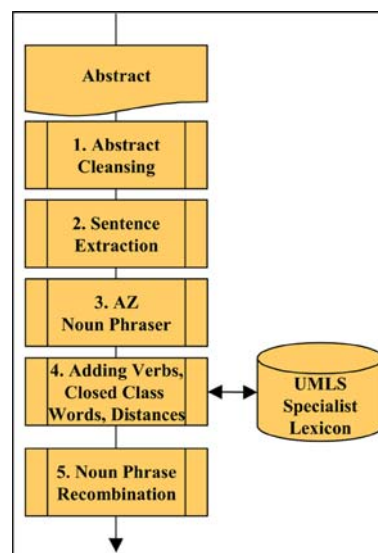 Abstract
1. Abstract
Cleansing
2. Sentence
Extraction
3. AZ
Noun Phraser
4. Adding Verbs,
Closed Class
Words, Distances
UMLS
Specialist
Lexicon
5. Noun Phrase
Recombination